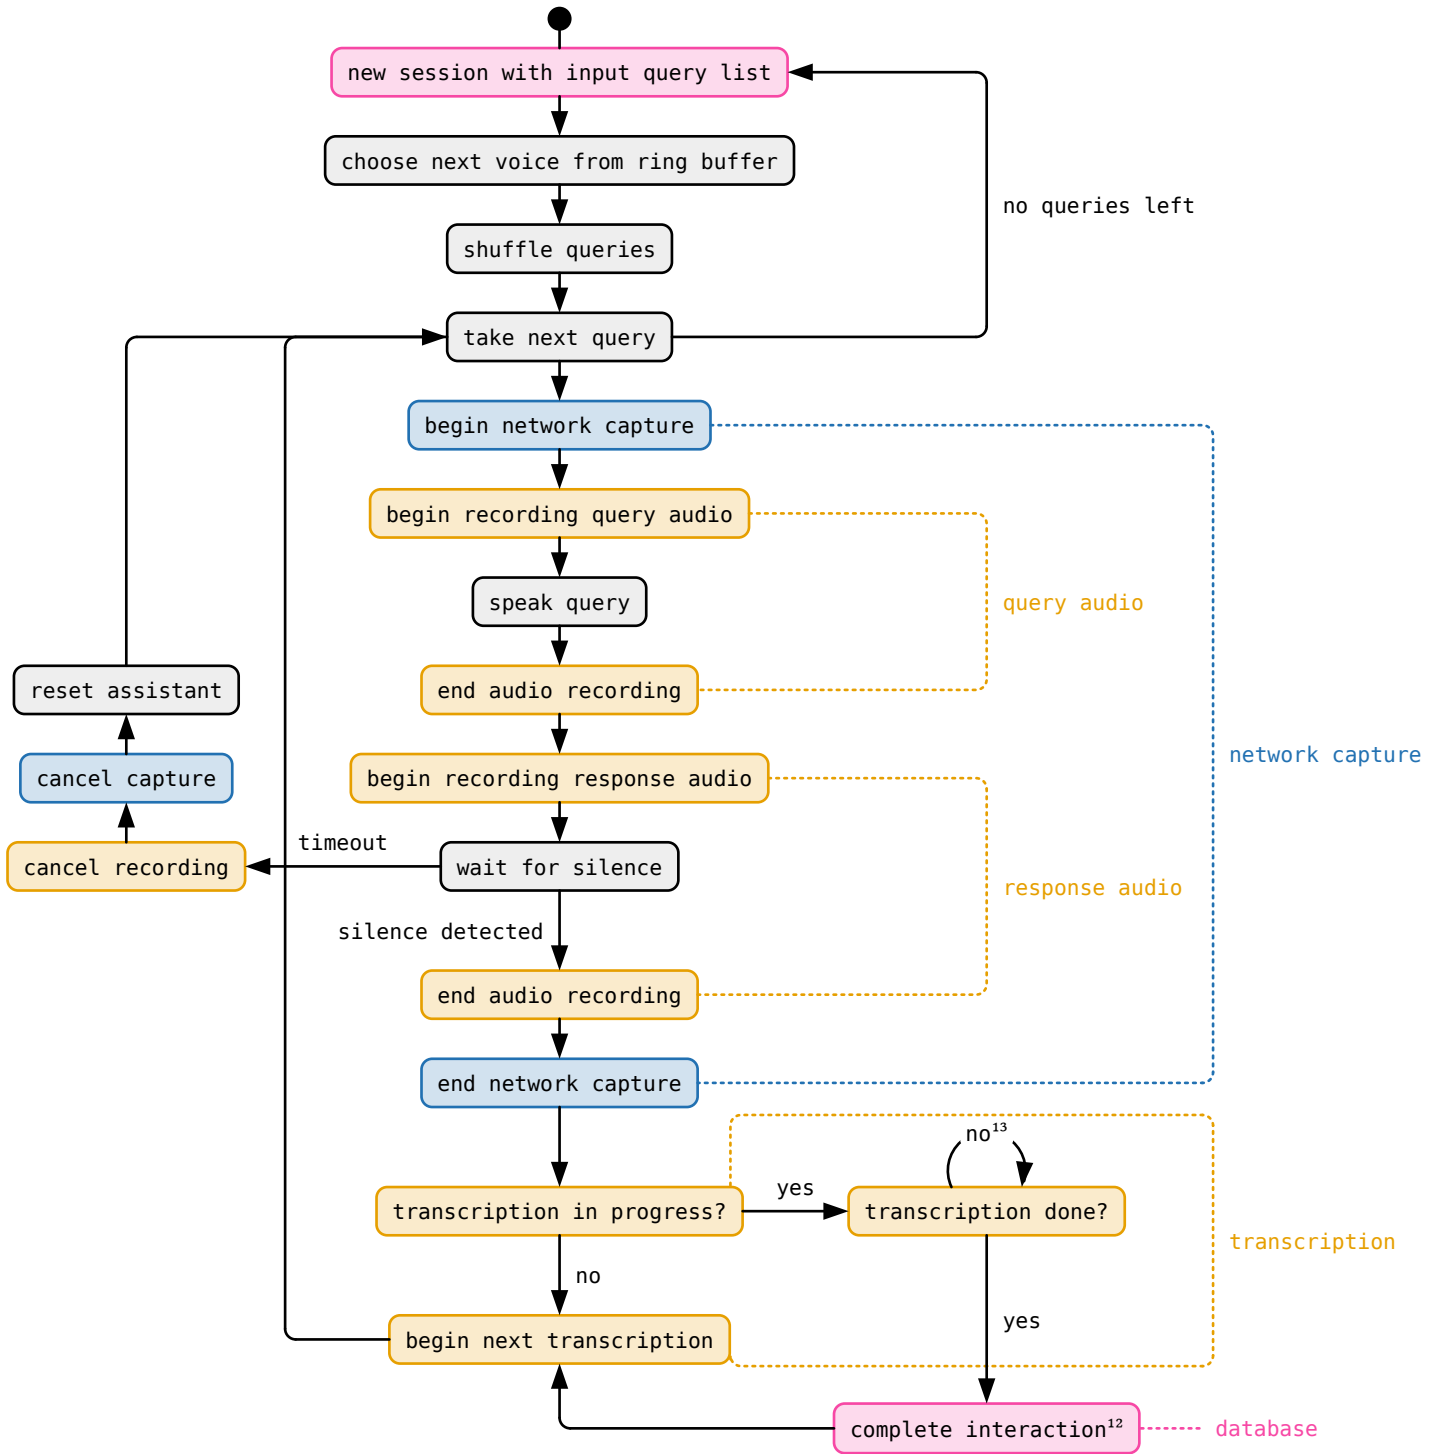 new session with input query list
choose next voice from ring buffer
no queries left
shuffle queries
take next query
begin network capture
begin recording query audio
speak query
query audio
reset assistant
end audio recording
network capture
cancel capture
begin recording response audio
timeout
cancel recording
wait for silence
response audio
silence detected
end audio recording
end network capture
no¹³
yes
transcription in progress?
transcription done?
transcription
no
yes
begin next transcription
complete interaction¹²
database